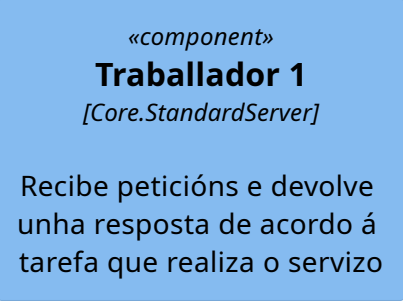 «component»
Traballador 1
[Core.StandardServer]
Recibe peticións e devolve
unha resposta de acordo á
tarefa que realiza o servizo